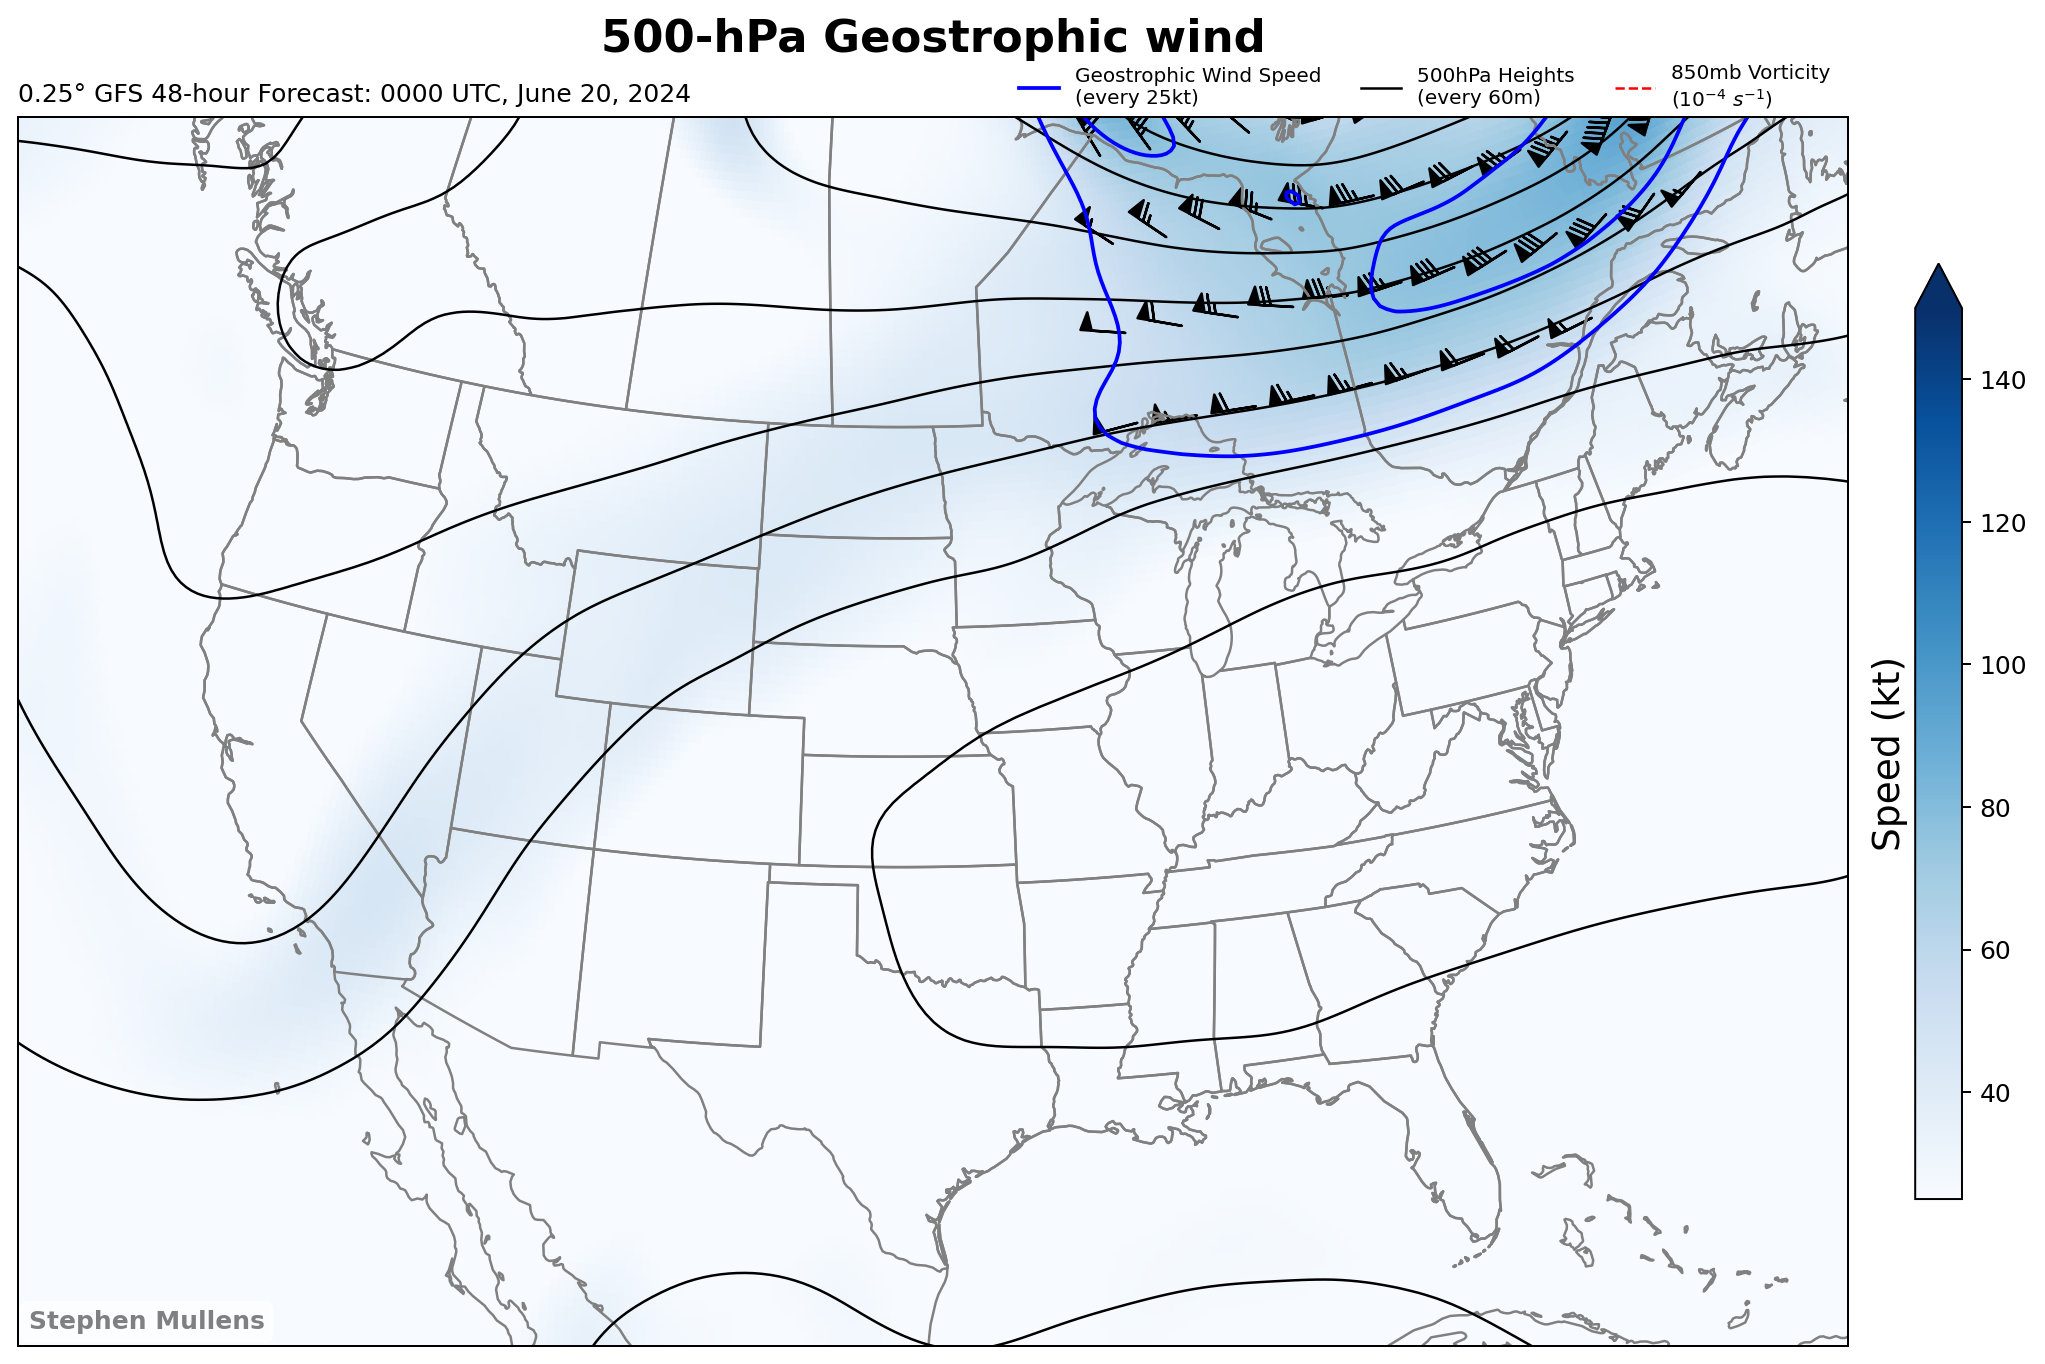 500-hPa Geostrophic wind
0.25° GFS 48-hour Forecast: 0000 UTC, June 20, 2024
Geostrophic Wind Speed
(every 25kt)
500hPa Heights
(every 60m)
850mb Vorticity
(10⁻⁴ s⁻¹)
140
120
100
80
60
40
Speed (kt)
Stephen Mullens